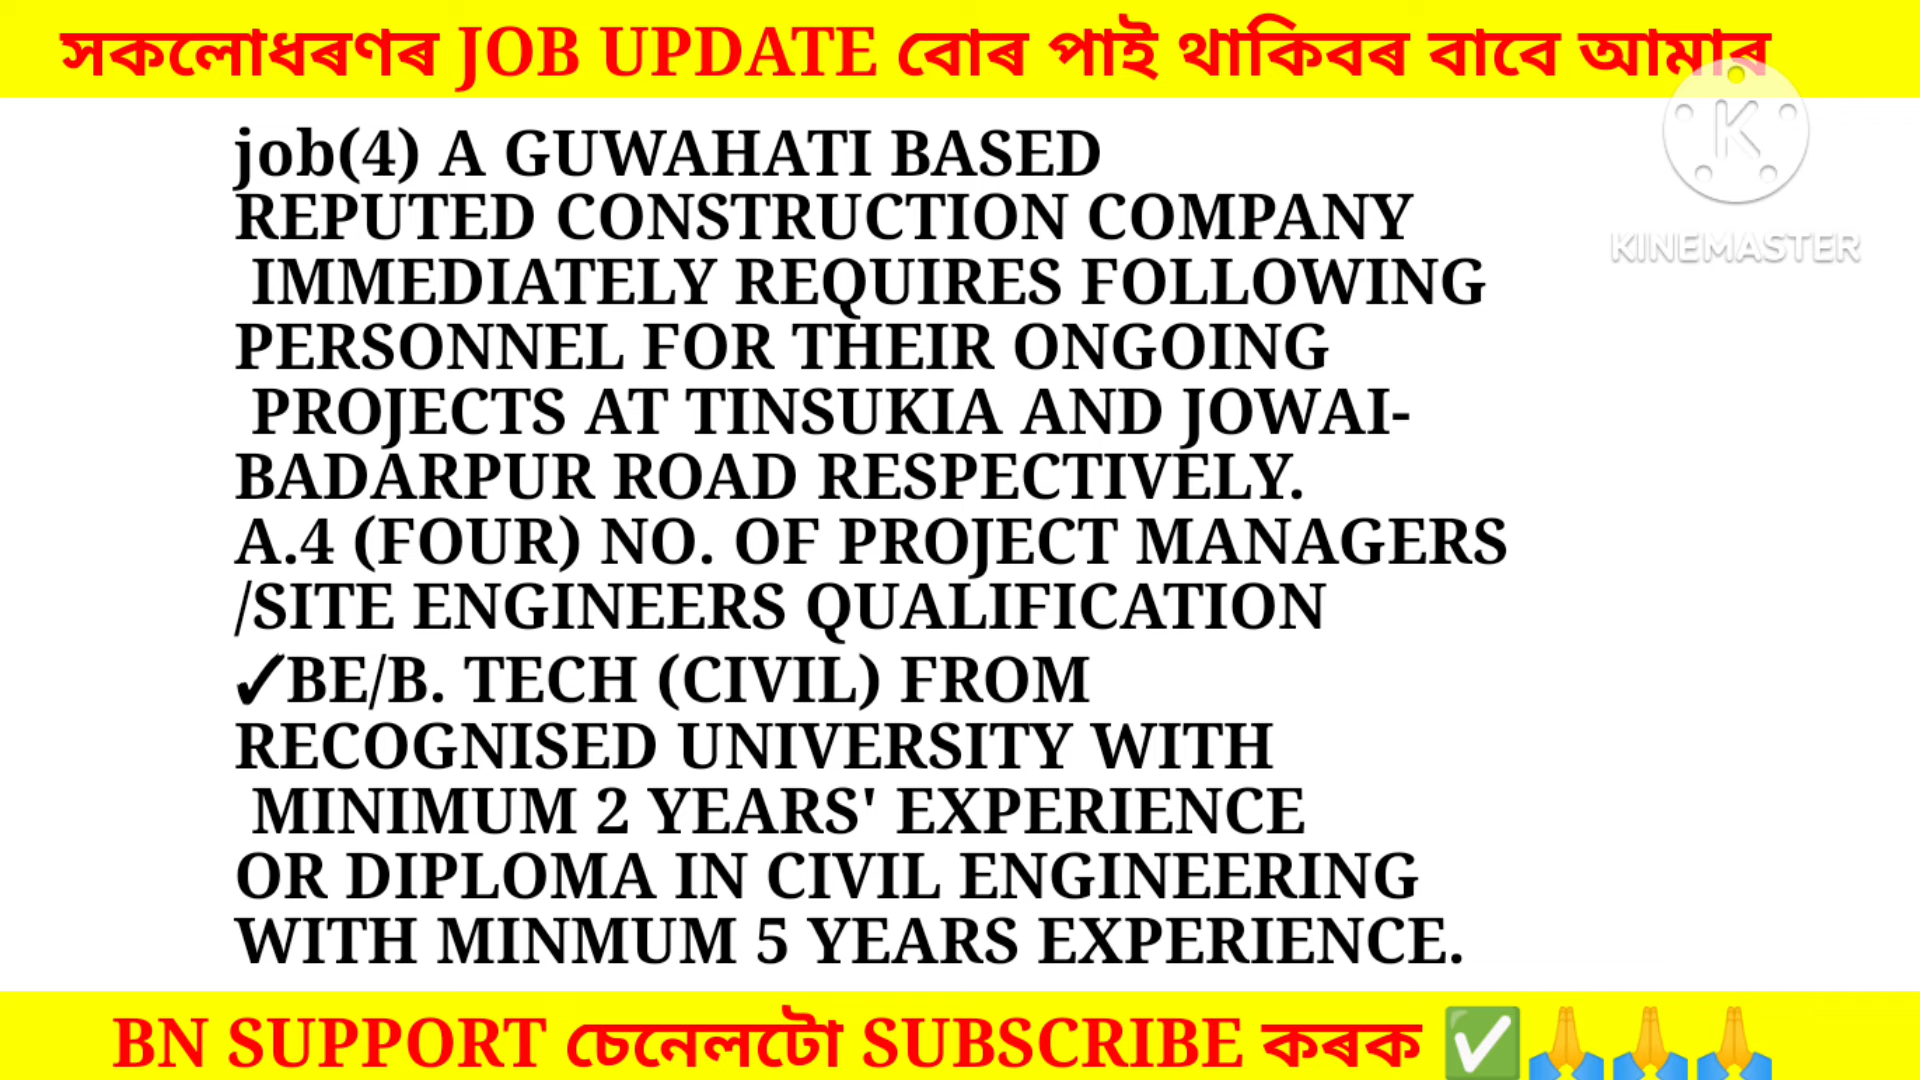 সকলোধৰণৰ JOB UPDATE বোৰ পাই থাকিবৰ বাবে আমাৰ
KINEMASTER
job(4) A GUWAHATI BASED
REPUTED CONSTRUCTION COMPANY
IMMEDIATELY REQUIRES FOLLOWING
PERSONNEL FOR THEIR ONGOING
PROJECTS AT TINSUKIA AND JOWAI-
BADARPUR ROAD RESPECTIVELY.
A.4 (FOUR) NO. OF PROJECT MANAGERS
/SITE ENGINEERS QUALIFICATION
✓BE/B. TECH (CIVIL) FROM
RECOGNISED UNIVERSITY WITH
MINIMUM 2 YEARS' EXPERIENCE
OR DIPLOMA IN CIVIL ENGINEERING
WITH MINMUM 5 YEARS EXPERIENCE.
BN SUPPORT চেনেলটো SUBSCRIBE কৰক ✅🙏🙏🙏